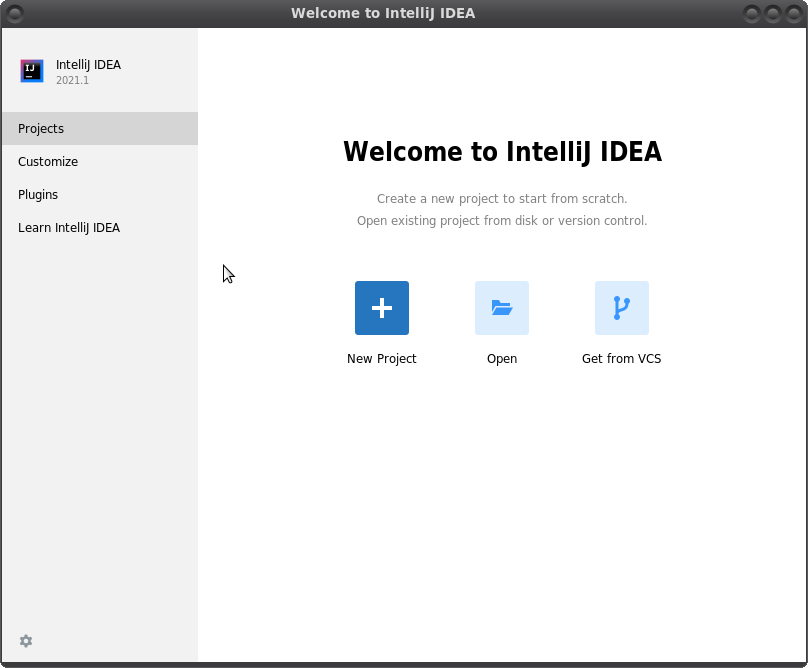 Welcome to IntelliJ IDEA
IJ
IntelliJ IDEA
2021.1
Projects
Customize
Plugins
Learn IntelliJ IDEA
Welcome to IntelliJ IDEA
Create a new project to start from scratch.
Open existing project from disk or version control.
New Project
Open
Get from VCS